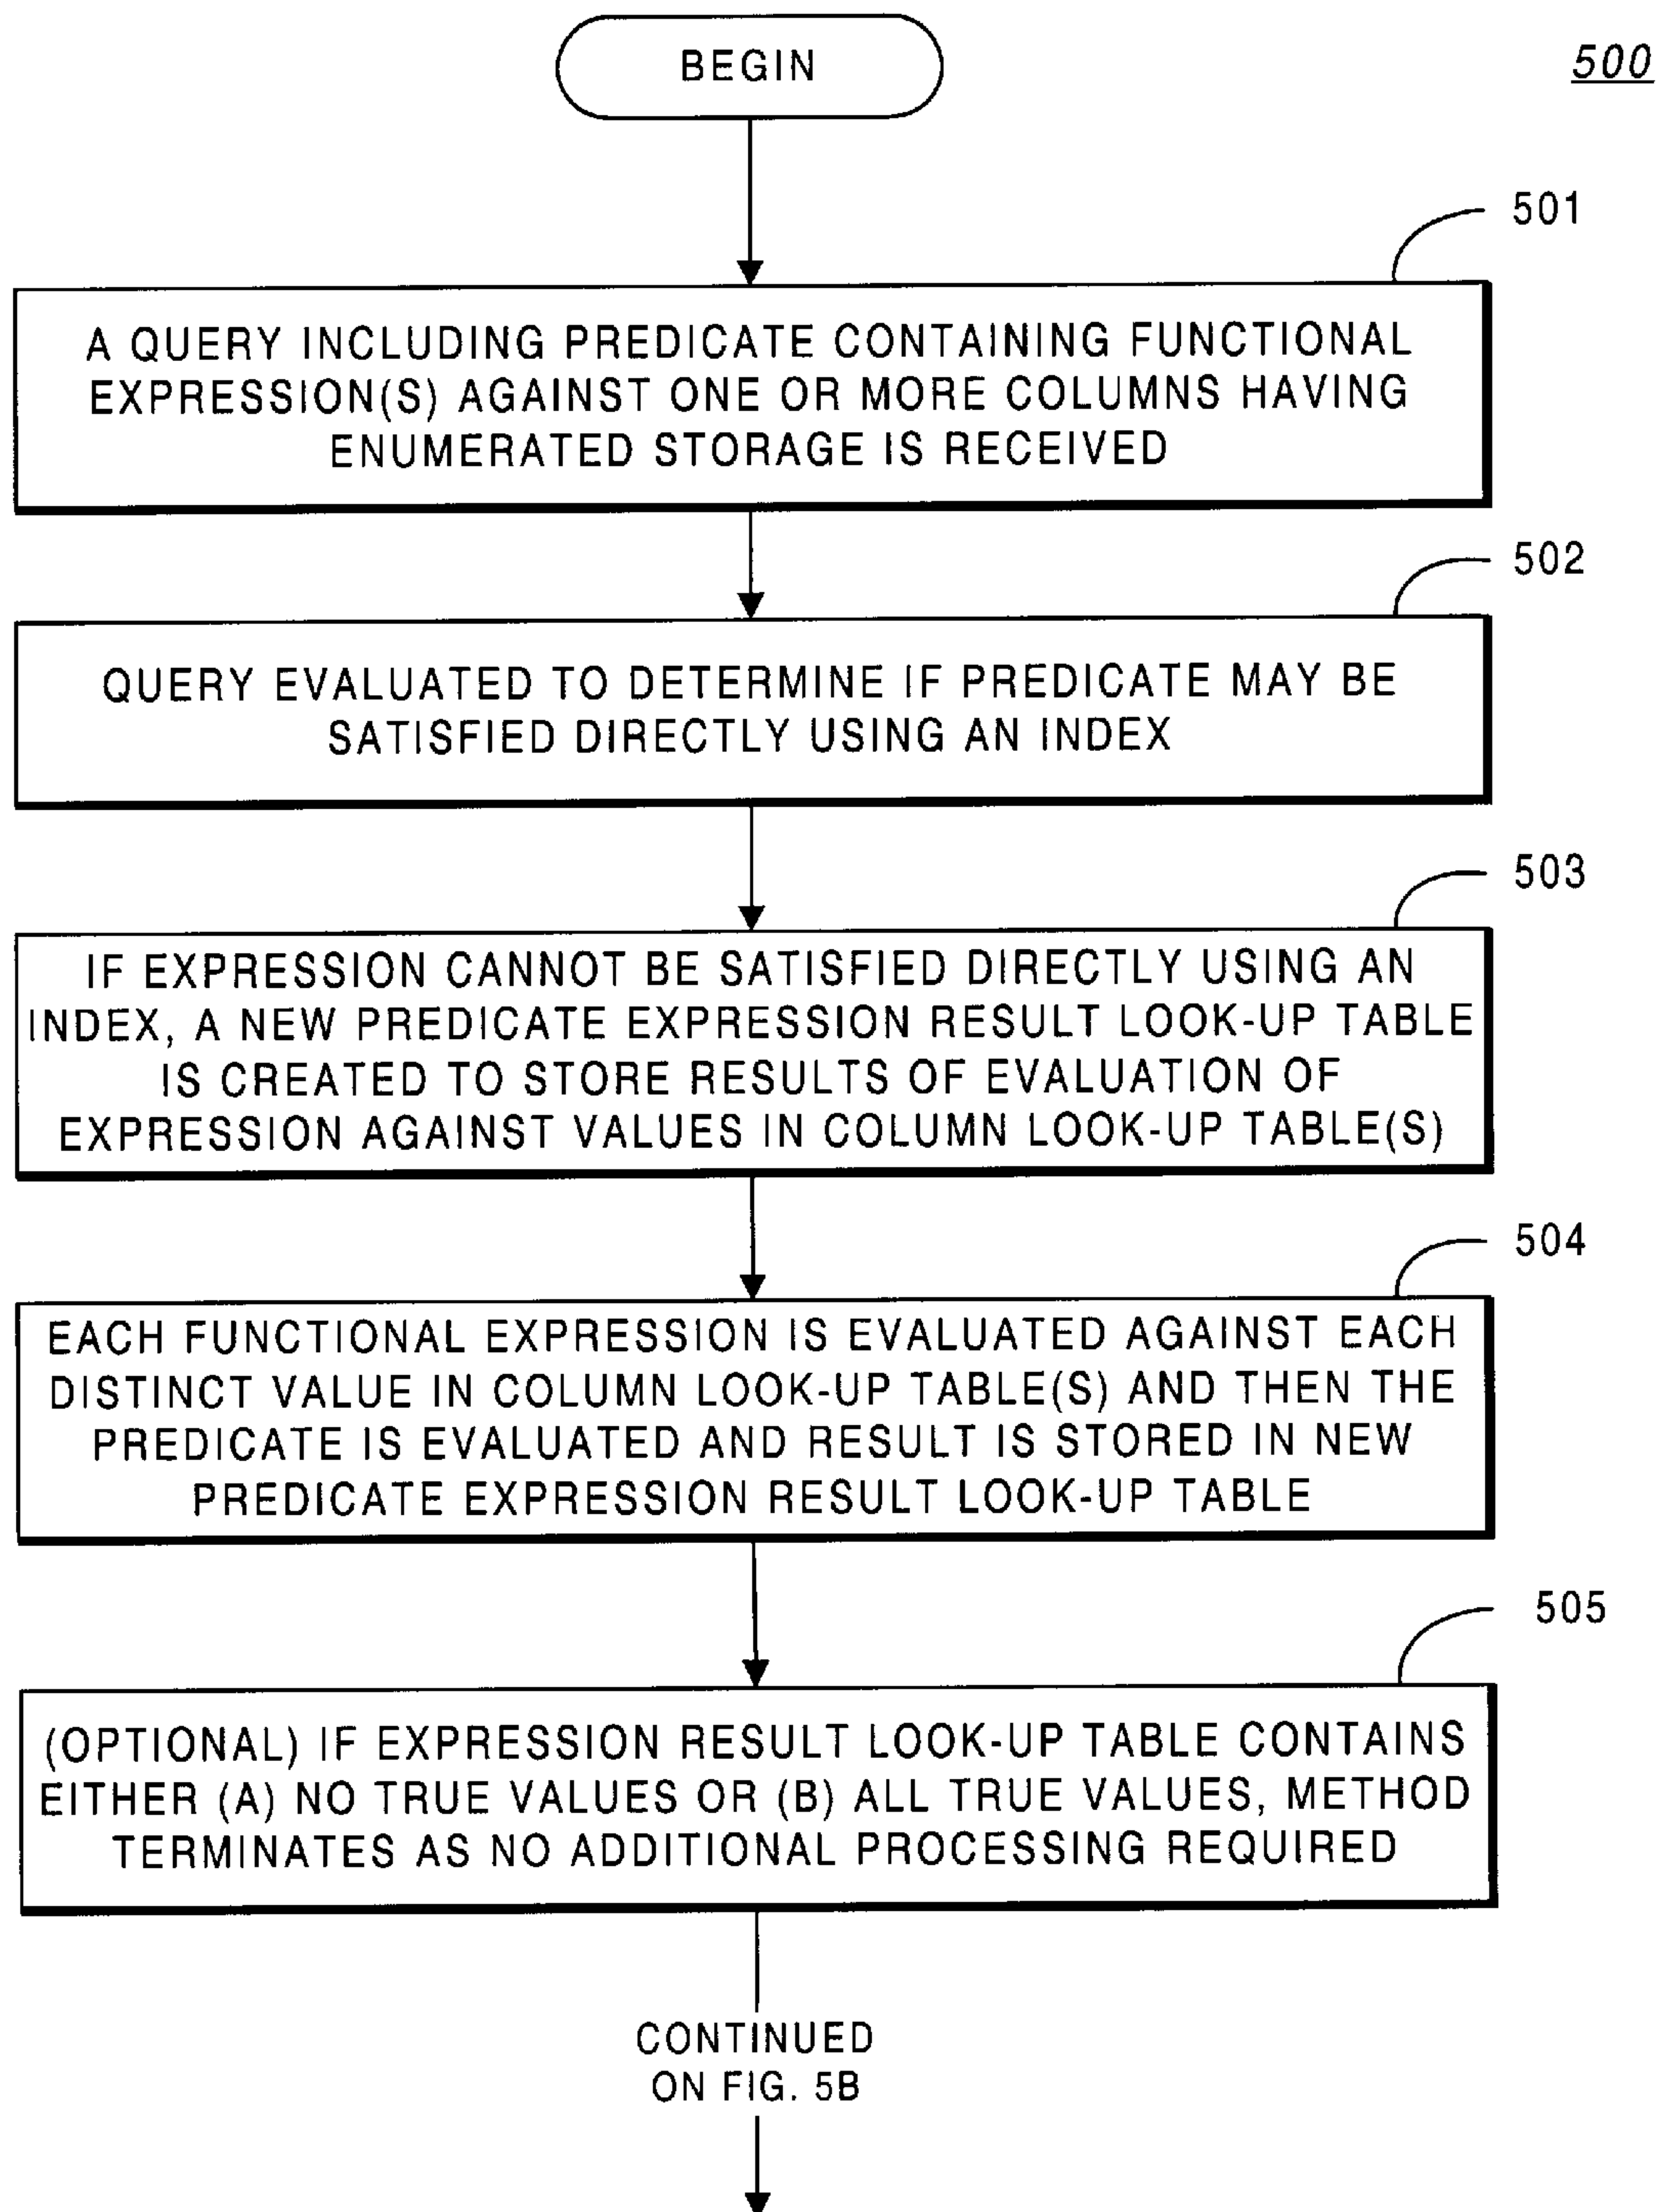 BEGIN
500
501
A QUERY INCLUDING PREDICATE CONTAINING FUNCTIONAL
EXPRESSION(S) AGAINST ONE OR MORE COLUMNS HAVING
ENUMERATED STORAGE IS RECEIVED
502
QUERY EVALUATED TO DETERMINE IF PREDICATE MAY BE
SATISFIED DIRECTLY USING AN INDEX
503
IF EXPRESSION CANNOT BE SATISFIED DIRECTLY USING AN
INDEX, A NEW PREDICATE EXPRESSION RESULT LOOK-UP TABLE
IS CREATED TO STORE RESULTS OF EVALUATION OF
EXPRESSION AGAINST VALUES IN COLUMN LOOK-UP TABLE(S)
504
EACH FUNCTIONAL EXPRESSION IS EVALUATED AGAINST EACH
DISTINCT VALUE IN COLUMN LOOK-UP TABLE(S) AND THEN THE
PREDICATE IS EVALUATED AND RESULT IS STORED IN NEW
PREDICATE EXPRESSION RESULT LOOK-UP TABLE
505
(OPTIONAL) IF EXPRESSION RESULT LOOK-UP TABLE CONTAINS
EITHER (A) NO TRUE VALUES OR (B) ALL TRUE VALUES, METHOD
TERMINATES AS NO ADDITIONAL PROCESSING REQUIRED
CONTINUED
ON FIG. 5B